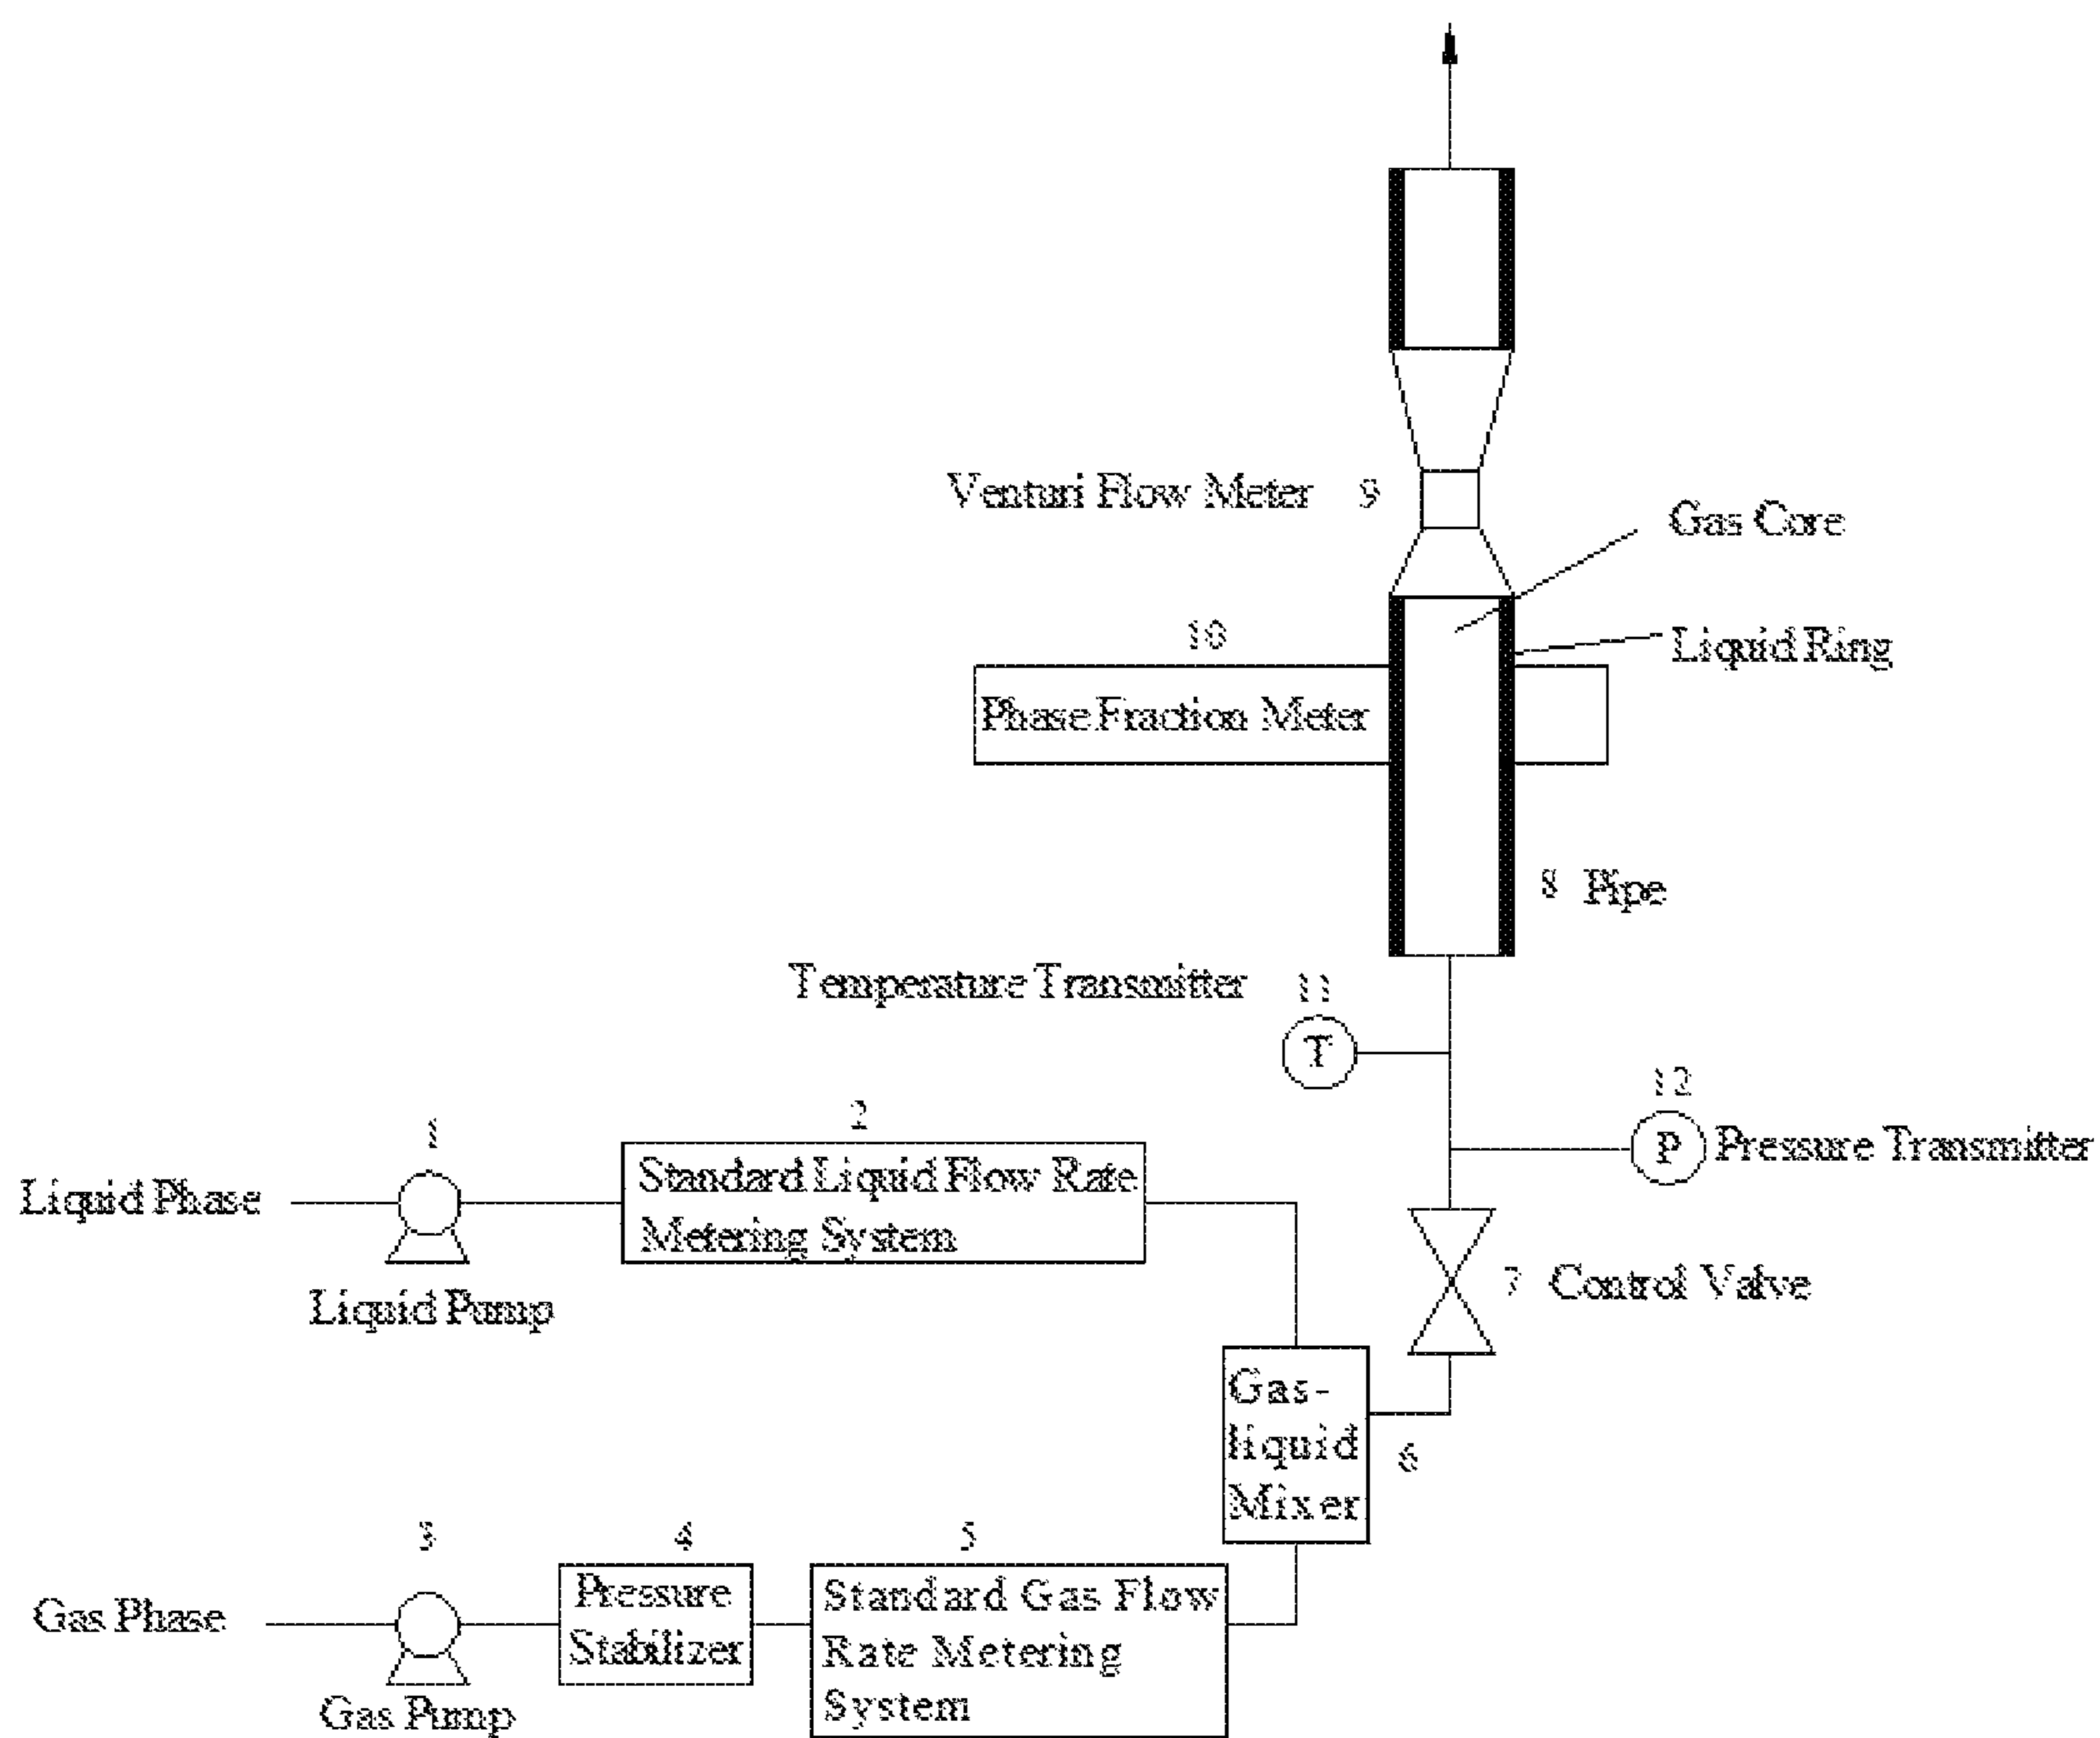 Venturi Flow Meter 9
Gas Core
10
Liquid Ring
Phase Fraction Meter
8 Pipe
Temperature Transmitter 11
T
12
P Pressure Transmitter
1
2
Liquid Phase
Standard Liquid Flow Rate
Metering System
Liquid Pump
7 Control Valve
Gas-
liquid
Mixer
6
3
4
5
Gas Phase
Pressure
Stabilizer
Standard Gas Flow
Rate Metering
System
Gas Pump